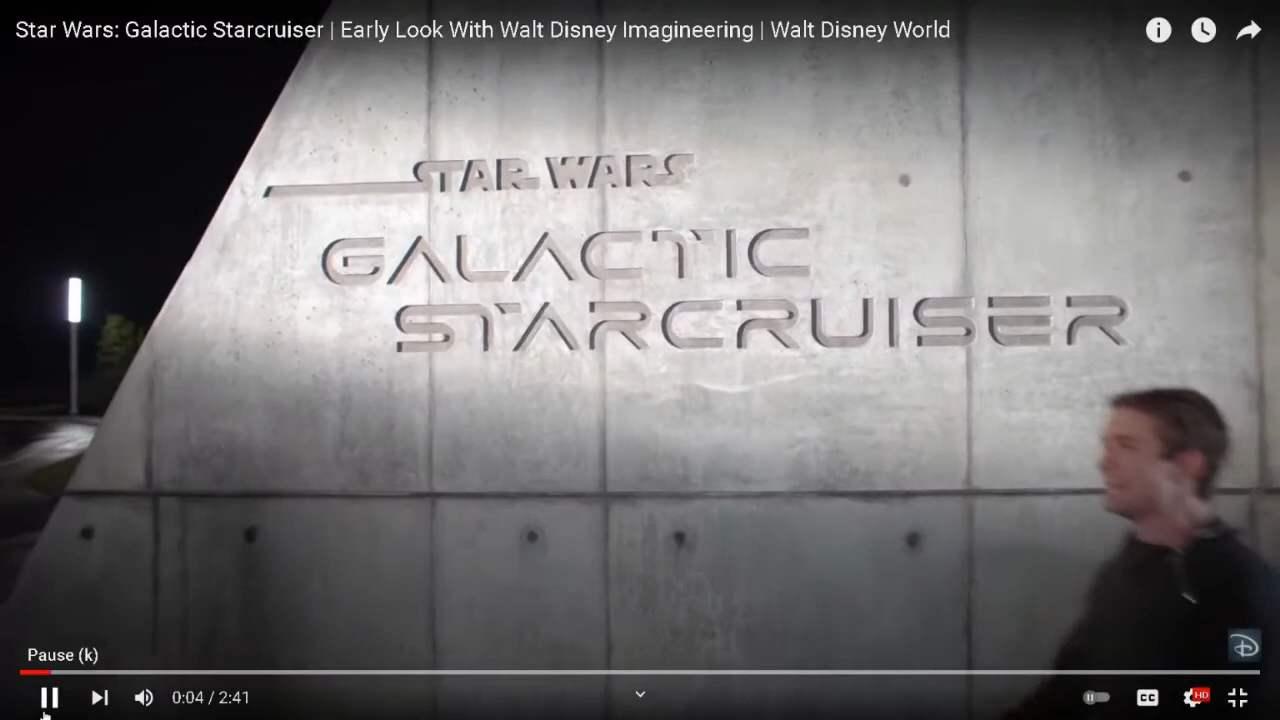 Star Wars: Galactic Starcruiser | Early Look With Walt Disney Imagineering | Walt Disney World
STAR WARS
GALACTIC
STARCRUISER
Pause (k)
0:04 / 2:41
CC
HD